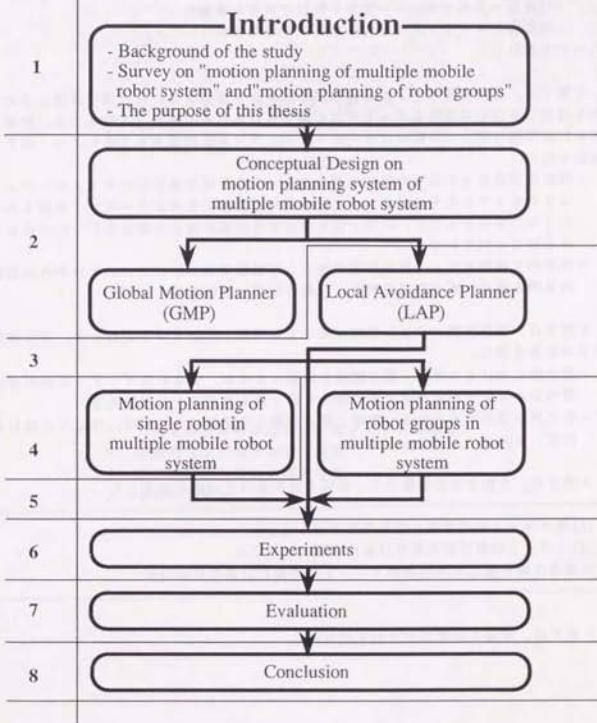 Introduction
1
- Background of the study
- Survey on "motion planning of multiple mobile
robot system" and"motion planning of robot groups"
- The purpose of this thesis
Conceptual Design on
motion planning system of
multiple mobile robot system
2
Global Motion Planner
(GMP)
Local Avoidance Planner
(LAP)
3
4
Motion planning of
single robot in
multiple mobile robot
system
Motion planning of
robot groups in
multiple mobile robot
system
5
6
Experiments
7
Evaluation
8
Conclusion